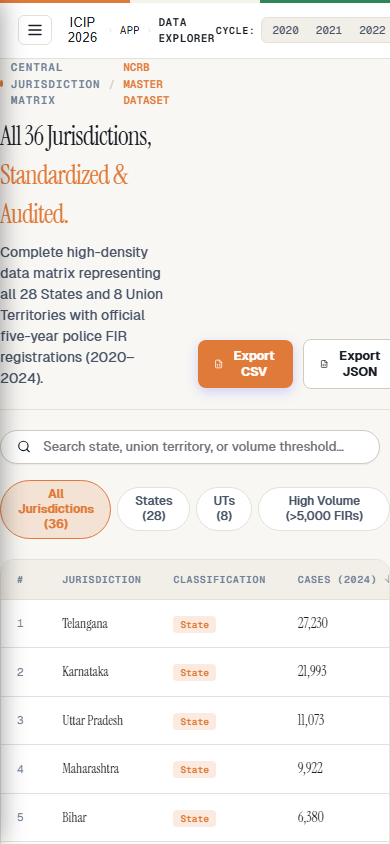 ICIP 2026
APP
DATA EXPLORER
CYCLE:
2020 2021 2022
CENTRAL JURISDICTION MATRIX
/
NCRB MASTER DATASET
All 36 Jurisdictions,
Standardized &
Audited.
Complete high-density
data matrix representing
all 28 States and 8 Union
Territories with official
five-year police FIR
registrations (2020–
2024).
Export CSV
Export JSON
Search state, union territory, or volume threshold...
All Jurisdictions (36)
States (28)
UTs (8)
High Volume (>5,000 FIRs)
# JURISDICTION CLASSIFICATION CASES (2024) ↓
1 Telangana State 27,230
2 Karnataka State 21,993
3 Uttar Pradesh State 11,073
4 Maharashtra State 9,922
5 Bihar State 6,380